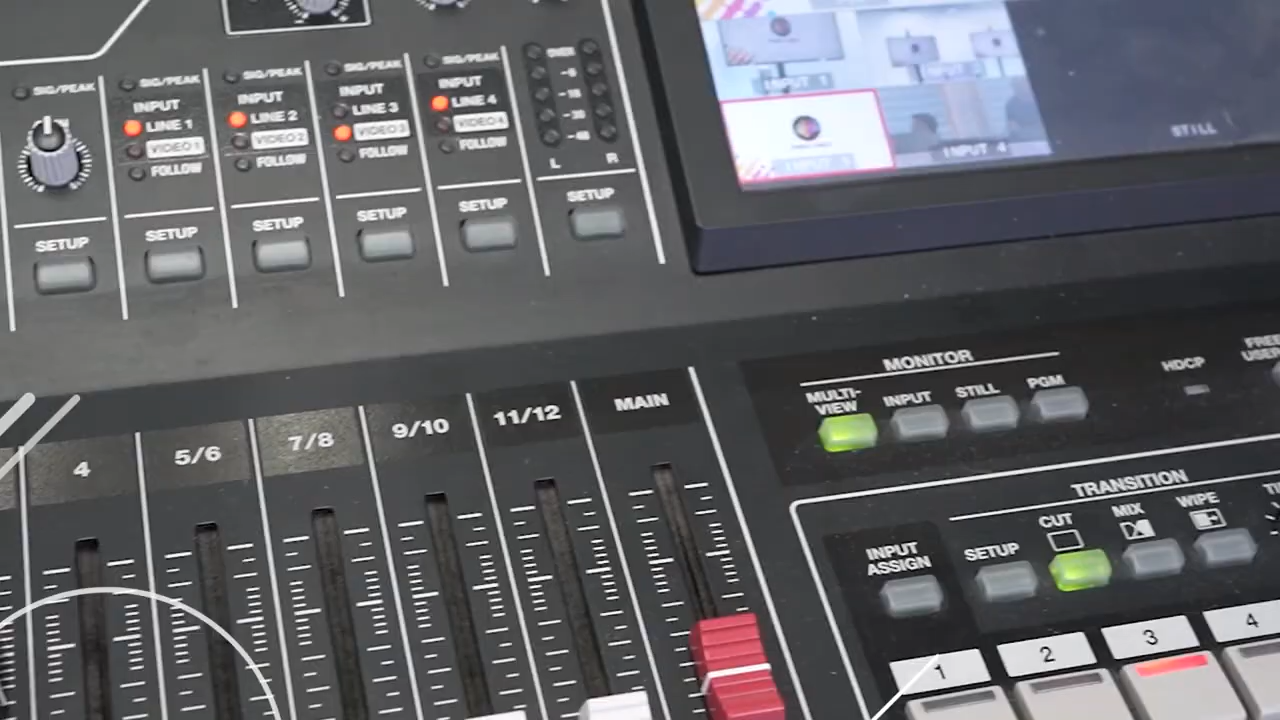 SIG/PEAK
SIG/PEAK
SIG/PEAK
SIG/PEAK
SIG/PEAK
OVER
-6
-30
-48
L R
INPUT
LINE 1
VIDEO 1
FOLLOW
INPUT
LINE 2
VIDEO 2
FOLLOW
INPUT
LINE 3
VIDEO 3
FOLLOW
INPUT
LINE 4
VIDEO 4
FOLLOW
SETUP
SETUP
SETUP
SETUP
SETUP
SETUP
INPUT 1
INPUT 4
STILL
4
5/6
7/8
9/10
11/12
MAIN
MONITOR
MULTI-
VIEW
INPUT
STILL
PGM
HDCP
TRANSITION
INPUT
ASSIGN
SETUP
CUT
MIX
WIPE
1
2
3
4